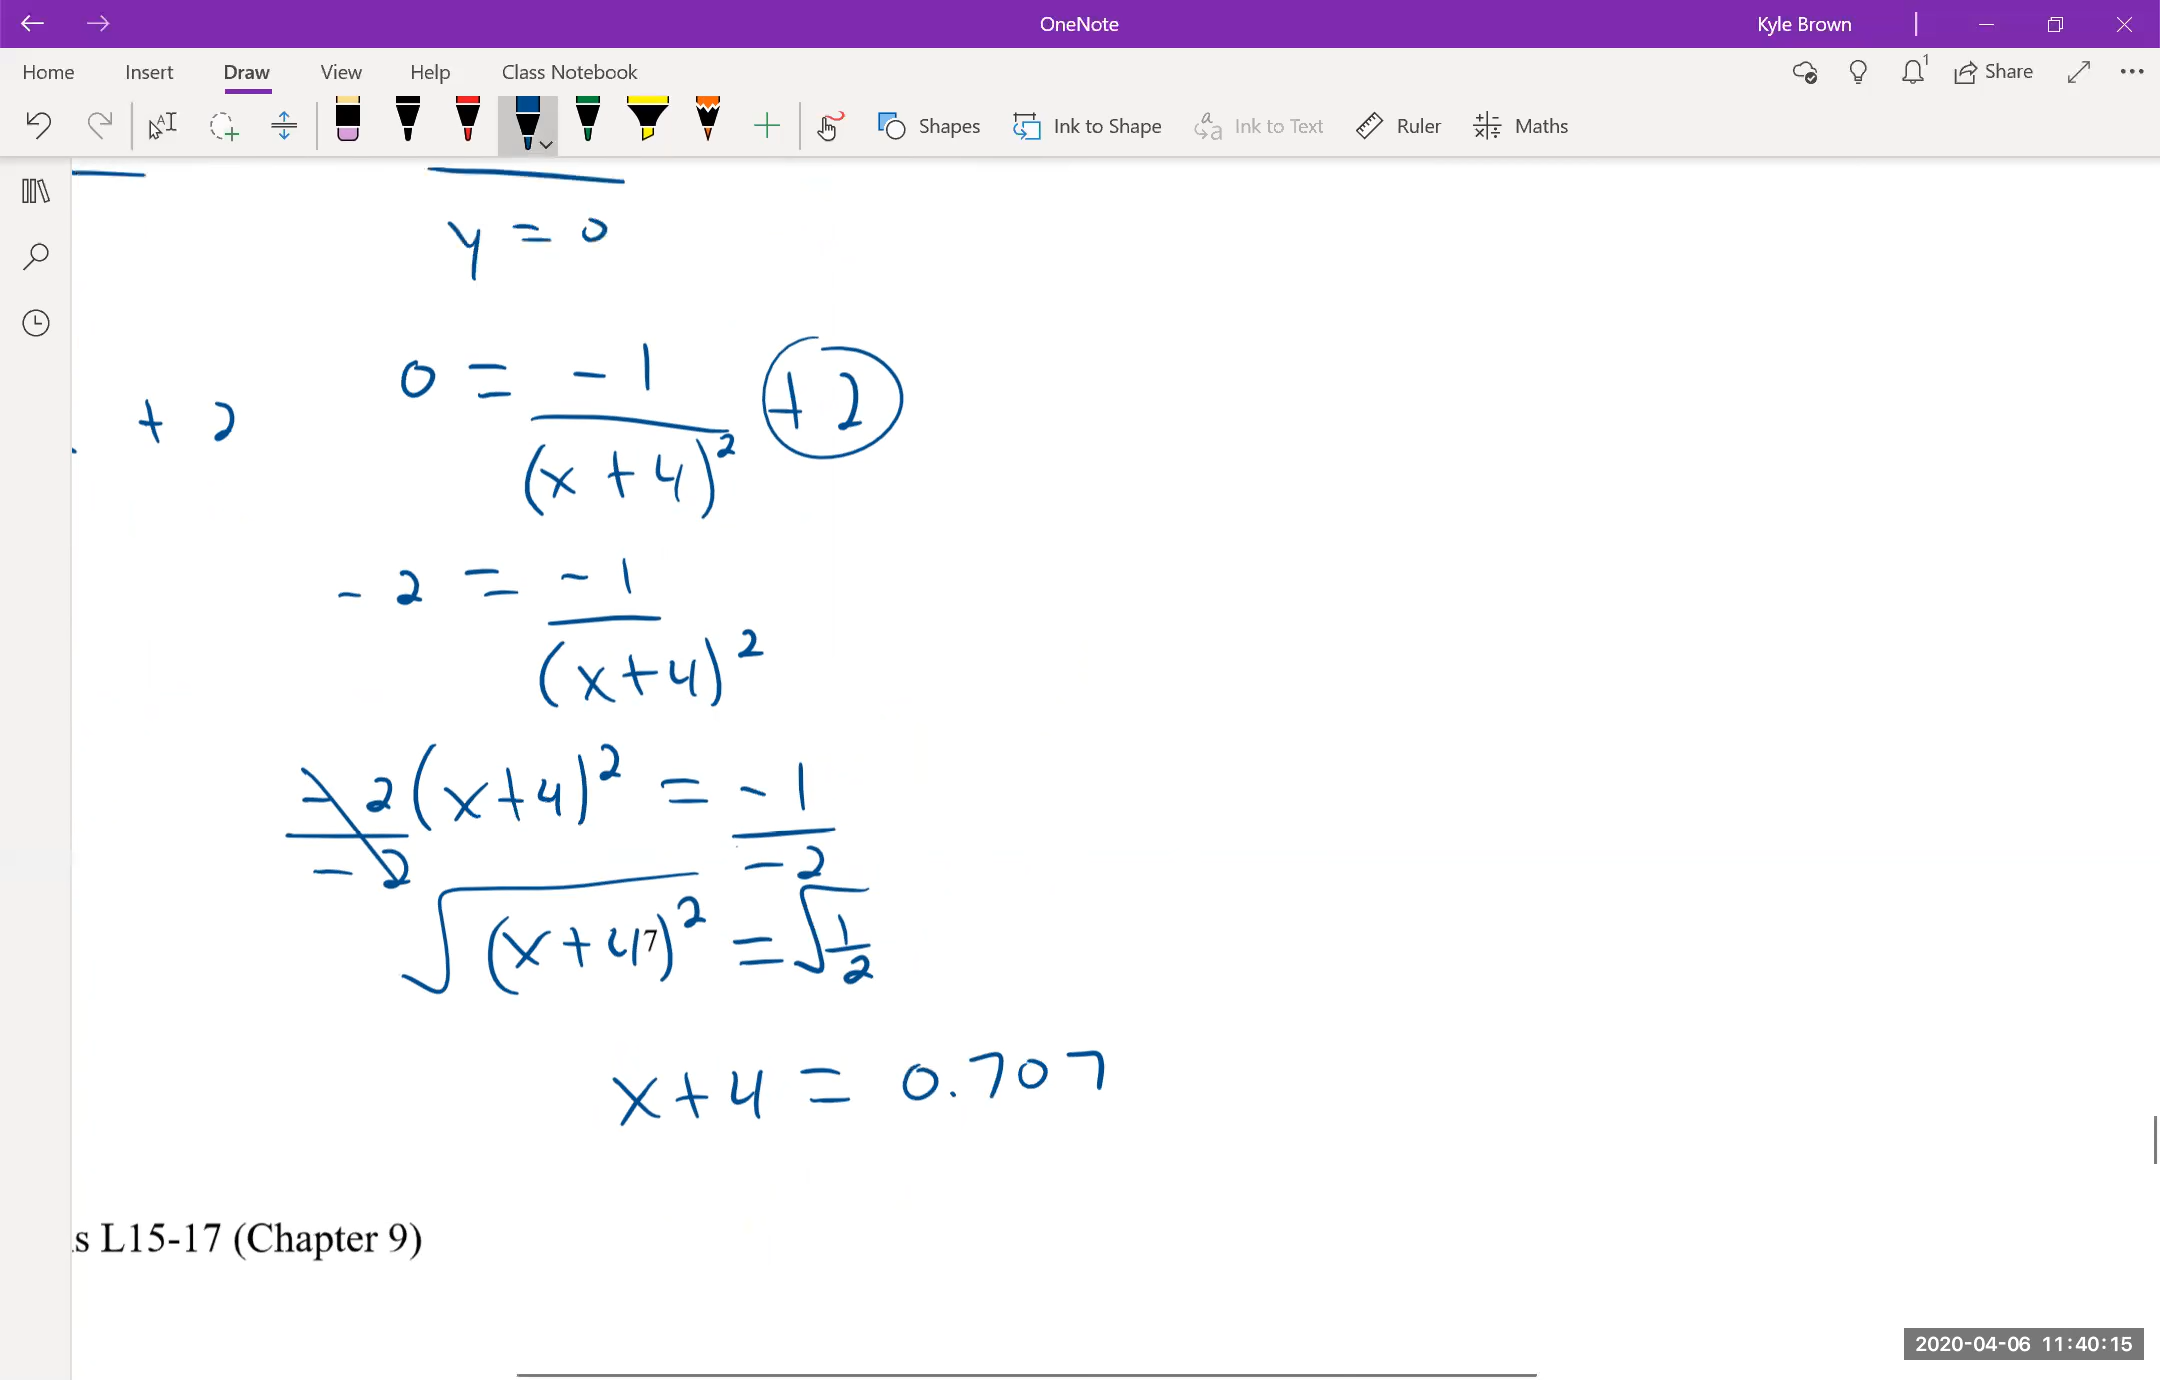 OneNote
Kyle Brown
Home Insert Draw View Help Class Notebook
1 Share
Shapes Ink to Shape Ink to Text Ruler Maths
y = 0
0 = -1/(x + 4)² + 2
+ 2
-2 = -1/(x+4)²
-2(x+4)²/-2 = -1/-2
√(x+4)² = √1/2
x+4 = 0.707
s L15-17 (Chapter 9)
2020-04-06 11:40:15